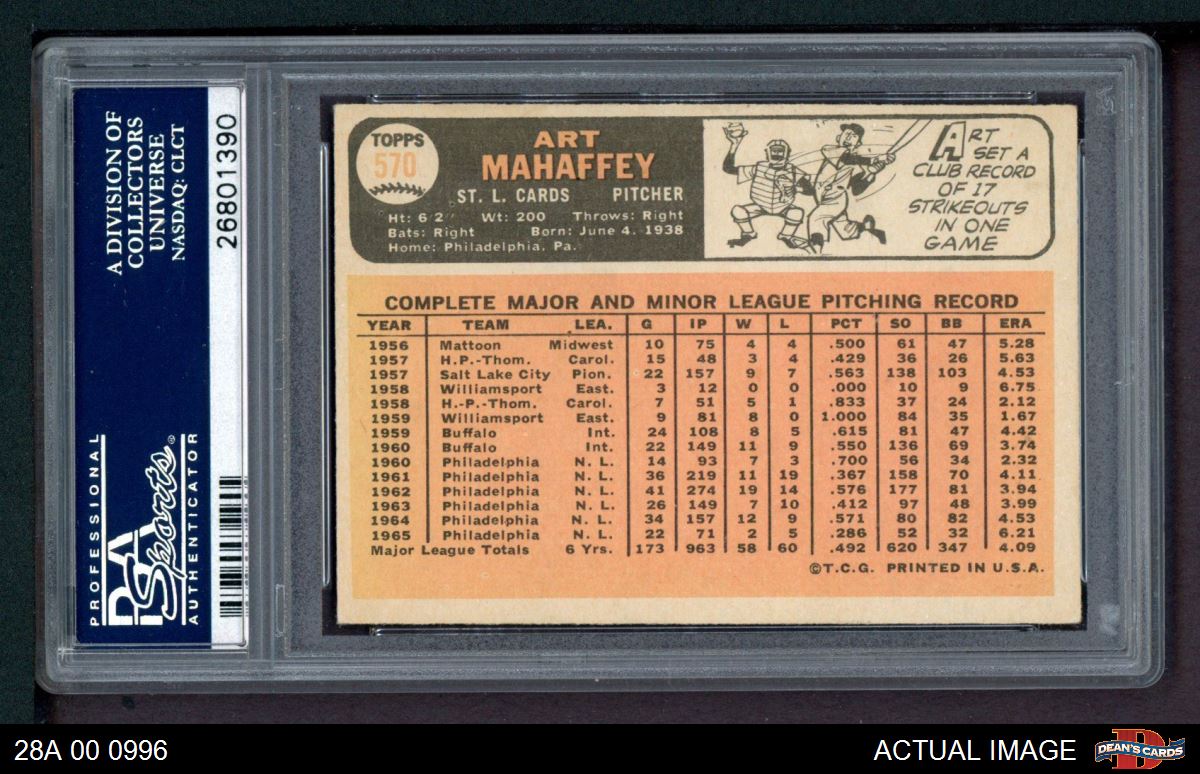 A DIVISION OF
COLLECTORS
UNIVERSE
NASDAQ: CLCT
26801390
PROFESSIONAL
PSA
Sports®
AUTHENTICATOR
TOPPS
570
ART
MAHAFFEY
ST. L. CARDS PITCHER
Ht: 6'2" Wt: 200 Throws: Right
Bats: Right Born: June 4, 1938
Home: Philadelphia, Pa.
ART
SET A
CLUB RECORD
OF 17
STRIKEOUTS
IN ONE
GAME
COMPLETE MAJOR AND MINOR LEAGUE PITCHING RECORD
YEAR TEAM LEA. G IP W L PCT SO BB ERA
1956 Mattoon Midwest 10 75 4 4 .500 61 47 5.28
1957 H.P.-Thom. Carol. 15 48 3 4 .429 36 26 5.63
1957 Salt Lake City Pion. 22 157 9 7 .563 138 103 4.53
1958 Williamsport East. 3 12 0 0 .000 10 9 6.75
1958 H.-P.-Thom. Carol. 7 51 5 1 .833 37 24 2.12
1959 Williamsport East. 9 81 8 0 1.000 84 35 1.67
1959 Buffalo Int. 24 108 8 5 .615 81 47 4.42
1960 Buffalo Int. 22 149 11 9 .550 136 69 3.74
1960 Philadelphia N. L. 14 93 7 3 .700 56 34 2.32
1961 Philadelphia N. L. 36 219 11 19 .367 158 70 4.11
1962 Philadelphia N. L. 41 274 19 14 .576 177 81 3.94
1963 Philadelphia N. L. 26 149 7 10 .412 97 48 3.99
1964 Philadelphia N. L. 34 157 12 9 .571 80 82 4.53
1965 Philadelphia N. L. 22 71 2 5 .286 52 32 6.21
Major League Totals 6 Yrs. 173 963 58 60 .492 620 347 4.09
©T.C.G. PRINTED IN U.S.A.
28A 00 0996
ACTUAL IMAGE
DEAN'S CARDS